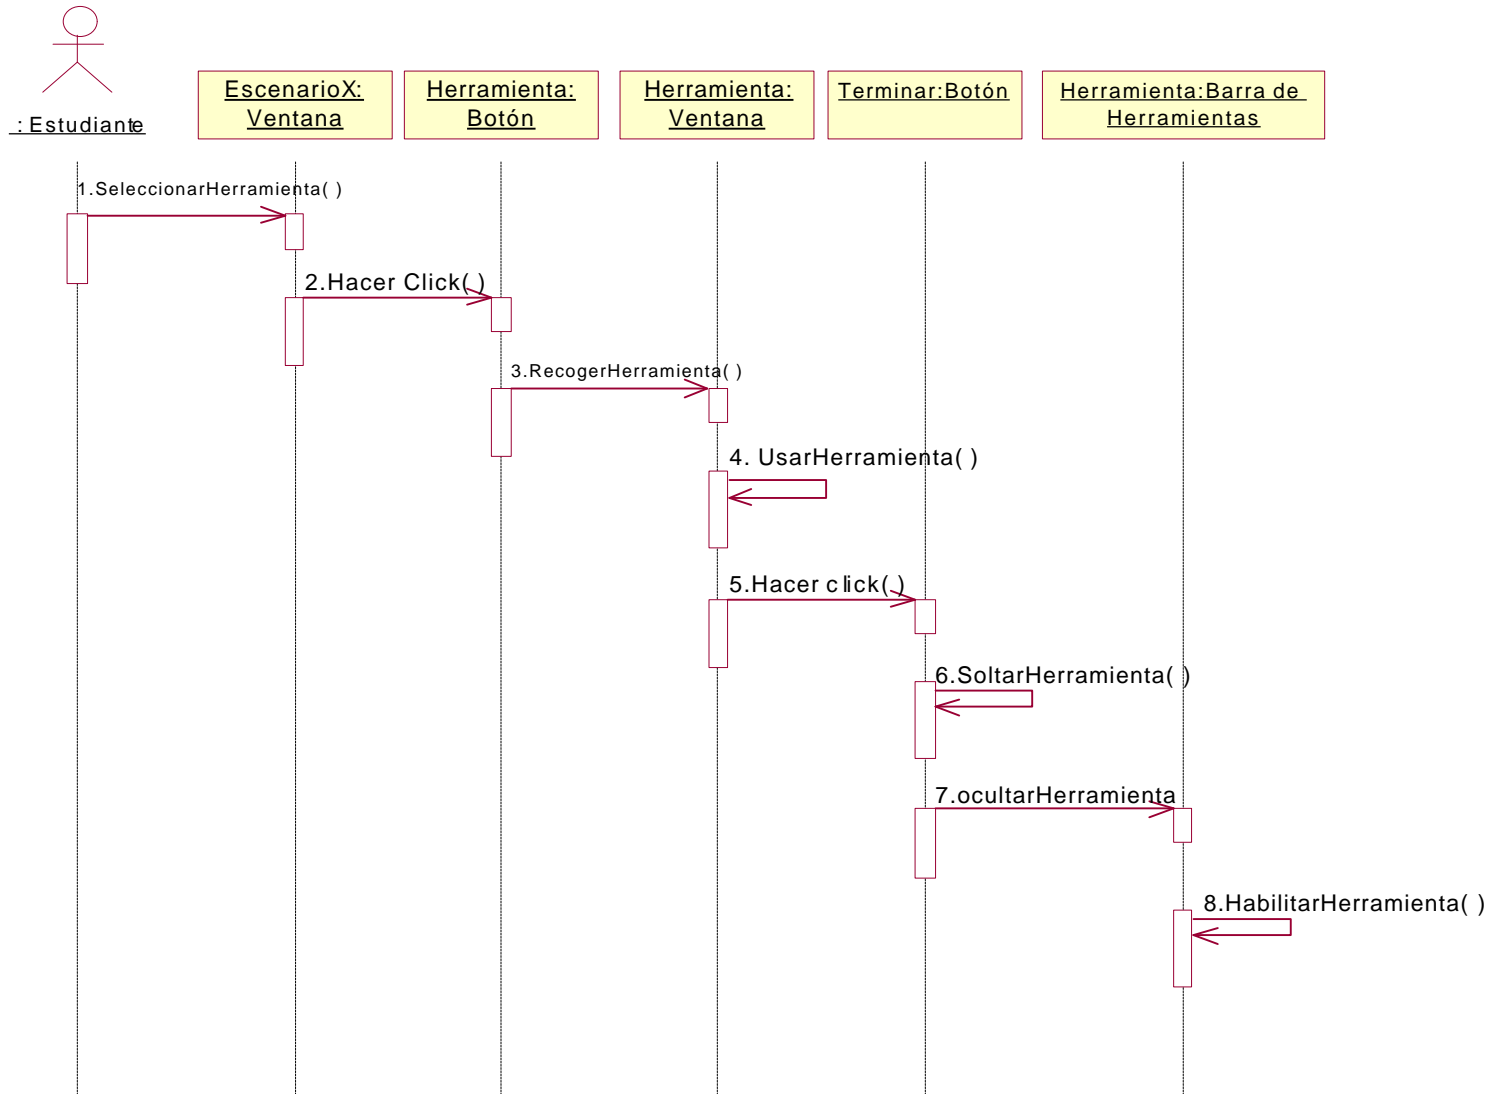 : Estudiante
EscenarioX:
Ventana
Herramienta:
Botón
Herramienta:
Ventana
Terminar:Botón
Herramienta:Barra de
Herramientas
1.SeleccionarHerramienta( )
2.Hacer Click( )
3.RecogerHerramienta( )
4. UsarHerramienta( )
5.Hacer click( )
6.SoltarHerramienta( )
7.ocultarHerramienta
8.HabilitarHerramienta( )